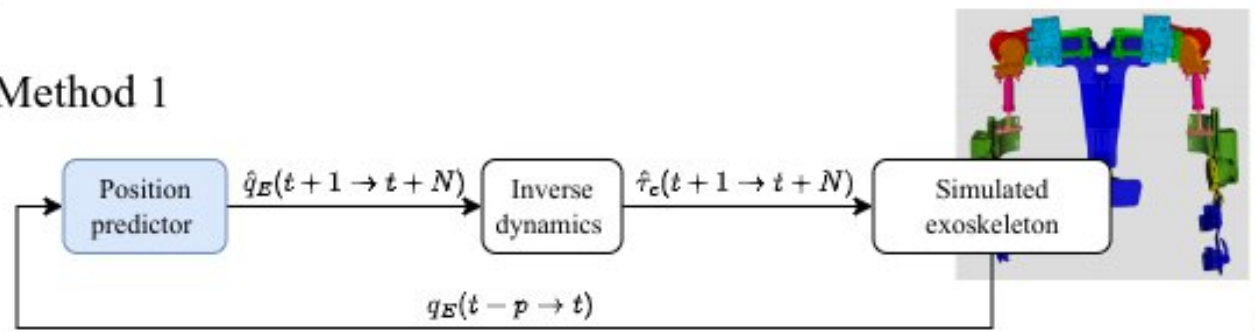 Method 1
Position
predictor
q̂_E(t + 1 → t + N)
Inverse
dynamics
τ̂_c(t + 1 → t + N)
Simulated
exoskeleton
q_E(t − p → t)